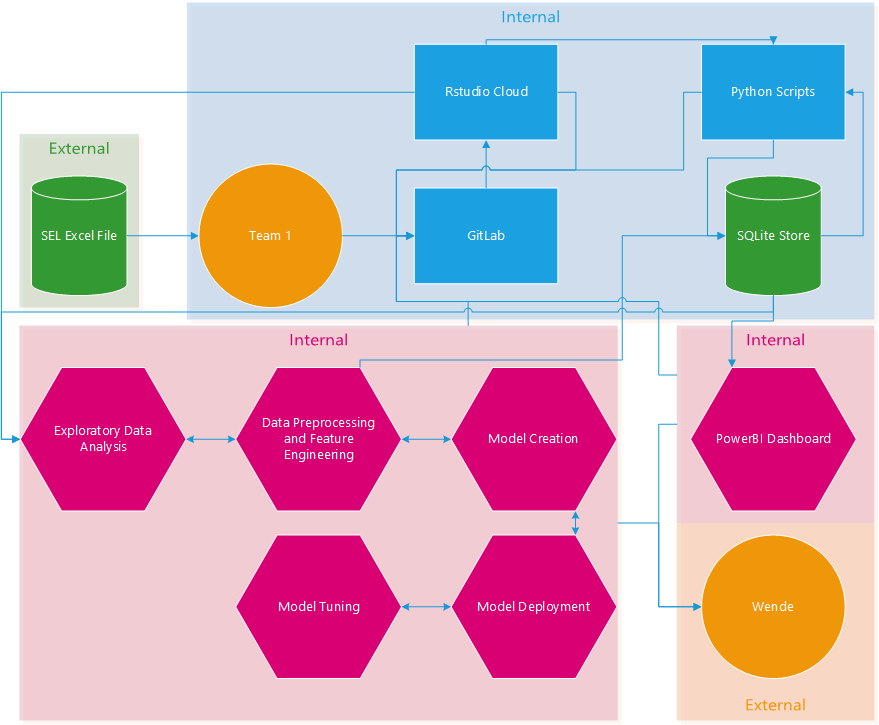 Internal
Rstudio Cloud
Python Scripts
External
SEL Excel File
Team 1
GitLab
SQLite Store
Internal
Internal
Exploratory Data
Analysis
Data Preprocessing
and Feature
Engineering
Model Creation
PowerBI Dashboard
Model Tuning
Model Deployment
Wende
External